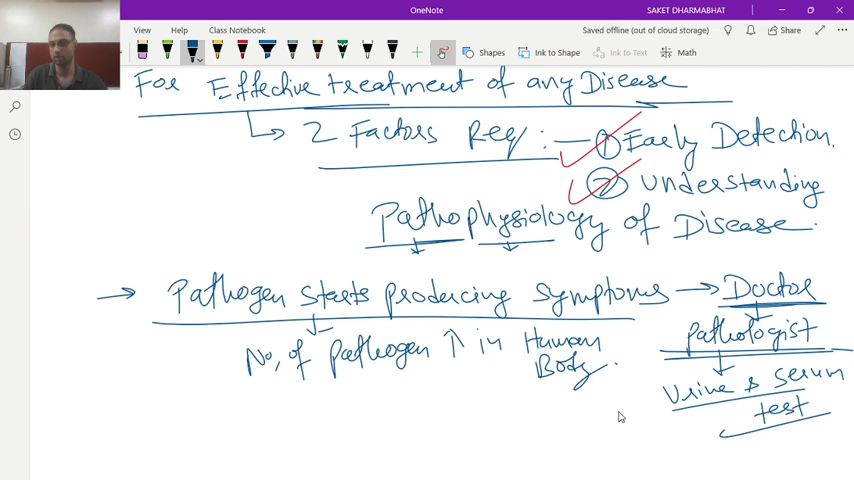 OneNote
SAKET DHARMABHAT
View Help Class Notebook
Saved offline (out of cloud storage)
Share
Shapes
Ink to Shape
Ink to Text
Math
For Effective treatment of any Disease
2 Factors Req: — ① Early Detection.
② Understanding
Pathophysiology of Disease.
→ Pathogen starts producing symptoms → Doctor
No. of Pathogen ↑ in Human
Body.
Pathologist
Urine & Serum
test